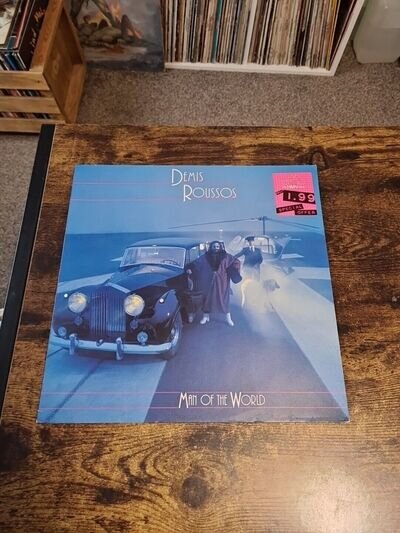 DEMIS
ROUSSOS
1.99
SPECIAL
OFFER
MAN OF THE WORLD